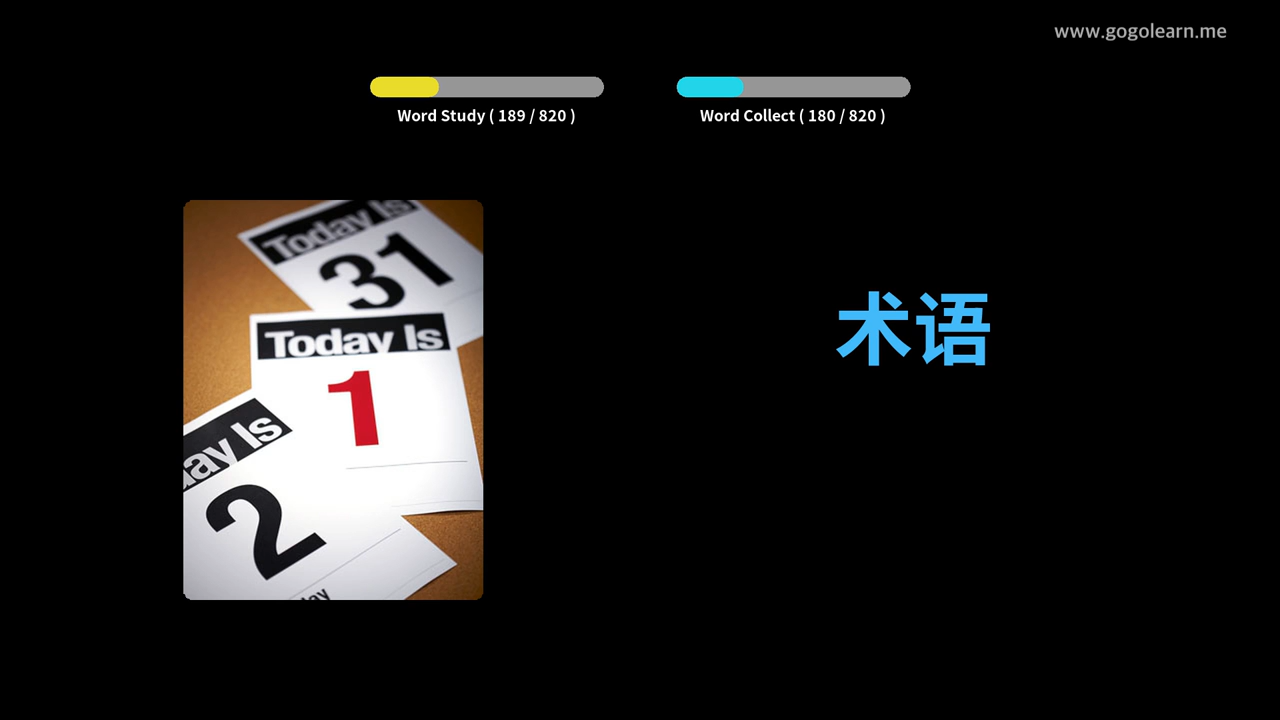 www.gogolearn.me
Word Study ( 189 / 820 )
Word Collect ( 180 / 820 )
Today Is
31
Today Is
1
术语
ay Is
2
ay